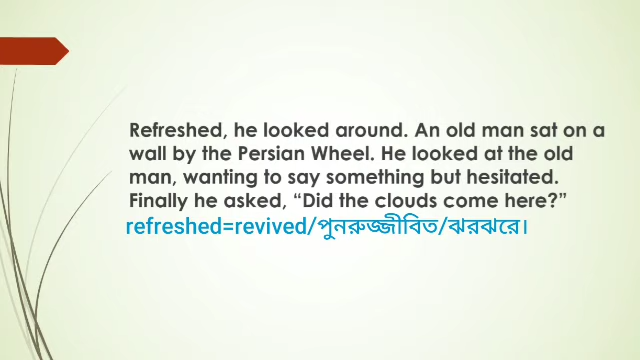 Refreshed, he looked around. An old man sat on a
wall by the Persian Wheel. He looked at the old
man, wanting to say something but hesitated.
Finally he asked, “Did the clouds come here?”
refreshed=revived/পুনরুজ্জীবিত/ঝরঝরে।